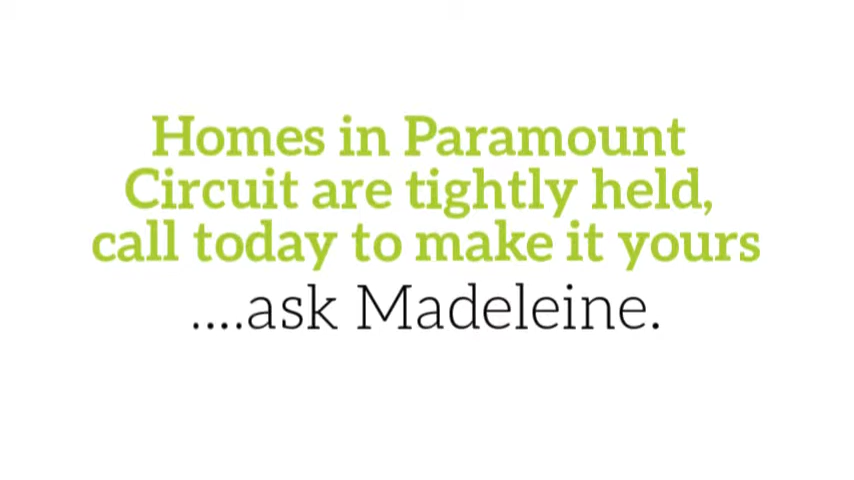 Homes in Paramount
Circuit are tightly held,
call today to make it yours
....ask Madeleine.